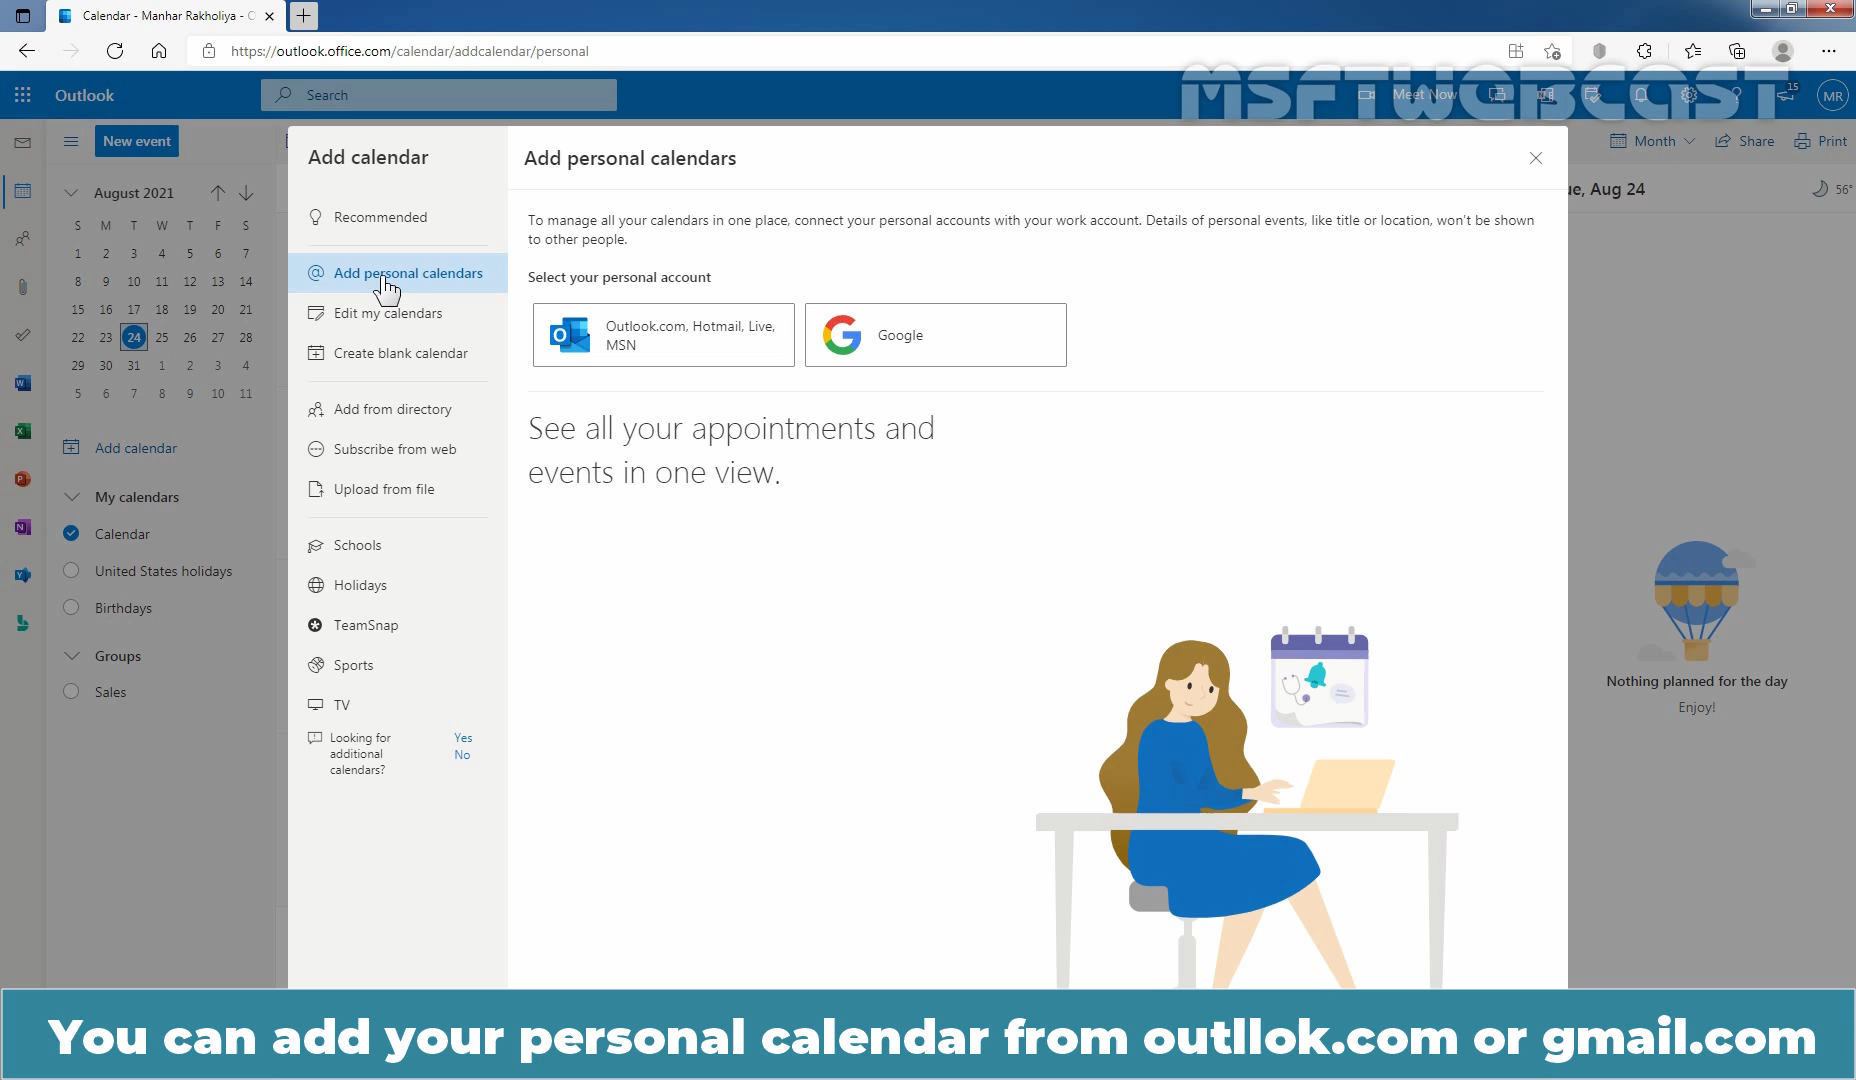 Calendar - Manhar Rakholiya - O
https://outlook.office.com/calendar/addcalendar/personal
MSFTWEBCAST
Outlook
Search
Meet Now
15
MR
New event
Month
Share
Print
Add calendar
Add personal calendars
August 2021
ue, Aug 24
56°
S M T W T F S
1 2 3 4 5 6 7
8 9 10 11 12 13 14
15 16 17 18 19 20 21
22 23 24 25 26 27 28
29 30 31 1 2 3 4
5 6 7 8 9 10 11
Add calendar
My calendars
Calendar
United States holidays
Birthdays
Groups
Sales
Recommended
Add personal calendars
Edit my calendars
Create blank calendar
Add from directory
Subscribe from web
Upload from file
Schools
Holidays
TeamSnap
Sports
TV
Looking for additional calendars?
Yes
No
To manage all your calendars in one place, connect your personal accounts with your work account. Details of personal events, like title or location, won't be shown
to other people.
Select your personal account
Outlook.com, Hotmail, Live,
MSN
Google
See all your appointments and
events in one view.
Nothing planned for the day
Enjoy!
You can add your personal calendar from outllok.com or gmail.com